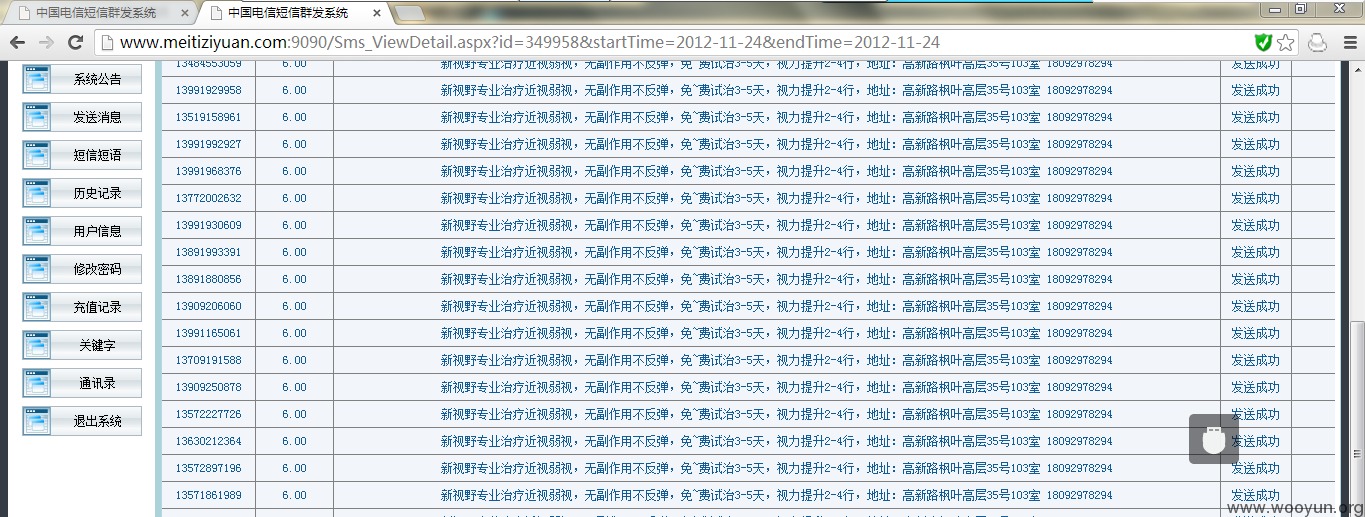 中国电信短信群发系统
中国电信短信群发系统
www.meitiziyuan.com:9090/Sms_ViewDetail.aspx?id=349958&startTime=2012-11-24&endTime=2012-11-24
系统公告
发送消息
短信短语
历史记录
用户信息
修改密码
充值记录
关键字
通讯录
退出系统
13484553059 6.00 新视野专业治疗近视弱视,无副作用不反弹,免~费试治3-5天,视力提升2-4行,地址:高新路枫叶高层35号103室 18092978294 发送成功
13991929958 6.00 新视野专业治疗近视弱视,无副作用不反弹,免~费试治3-5天,视力提升2-4行,地址:高新路枫叶高层35号103室 18092978294 发送成功
13519158961 6.00 新视野专业治疗近视弱视,无副作用不反弹,免~费试治3-5天,视力提升2-4行,地址:高新路枫叶高层35号103室 18092978294 发送成功
13991992927 6.00 新视野专业治疗近视弱视,无副作用不反弹,免~费试治3-5天,视力提升2-4行,地址:高新路枫叶高层35号103室 18092978294 发送成功
13991968376 6.00 新视野专业治疗近视弱视,无副作用不反弹,免~费试治3-5天,视力提升2-4行,地址:高新路枫叶高层35号103室 18092978294 发送成功
13772002632 6.00 新视野专业治疗近视弱视,无副作用不反弹,免~费试治3-5天,视力提升2-4行,地址:高新路枫叶高层35号103室 18092978294 发送成功
13991930609 6.00 新视野专业治疗近视弱视,无副作用不反弹,免~费试治3-5天,视力提升2-4行,地址:高新路枫叶高层35号103室 18092978294 发送成功
13891993391 6.00 新视野专业治疗近视弱视,无副作用不反弹,免~费试治3-5天,视力提升2-4行,地址:高新路枫叶高层35号103室 18092978294 发送成功
13891880856 6.00 新视野专业治疗近视弱视,无副作用不反弹,免~费试治3-5天,视力提升2-4行,地址:高新路枫叶高层35号103室 18092978294 发送成功
13909206060 6.00 新视野专业治疗近视弱视,无副作用不反弹,免~费试治3-5天,视力提升2-4行,地址:高新路枫叶高层35号103室 18092978294 发送成功
13991165061 6.00 新视野专业治疗近视弱视,无副作用不反弹,免~费试治3-5天,视力提升2-4行,地址:高新路枫叶高层35号103室 18092978294 发送成功
13709191588 6.00 新视野专业治疗近视弱视,无副作用不反弹,免~费试治3-5天,视力提升2-4行,地址:高新路枫叶高层35号103室 18092978294 发送成功
13909250878 6.00 新视野专业治疗近视弱视,无副作用不反弹,免~费试治3-5天,视力提升2-4行,地址:高新路枫叶高层35号103室 18092978294 发送成功
13572227726 6.00 新视野专业治疗近视弱视,无副作用不反弹,免~费试治3-5天,视力提升2-4行,地址:高新路枫叶高层35号103室 18092978294 发送成功
13630212364 6.00 新视野专业治疗近视弱视,无副作用不反弹,免~费试治3-5天,视力提升2-4行,地址:高新路枫叶高层35号103室 18092978294 发送成功
13572897196 6.00 新视野专业治疗近视弱视,无副作用不反弹,免~费试治3-5天,视力提升2-4行,地址:高新路枫叶高层35号103室 18092978294 发送成功
13571861989 6.00 新视野专业治疗近视弱视,无副作用不反弹,免~费试治3-5天,视力提升2-4行,地址:高新路枫叶高层35号103室 18092978294 发送成功
www.wooyun.org